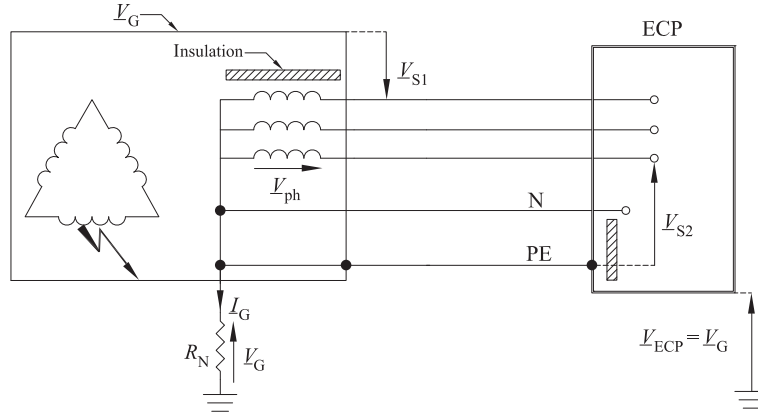 V_G
ECP
Insulation
V_S1
V_ph
N
V_S2
PE
I_G
R_N
V_G
V_ECP = V_G